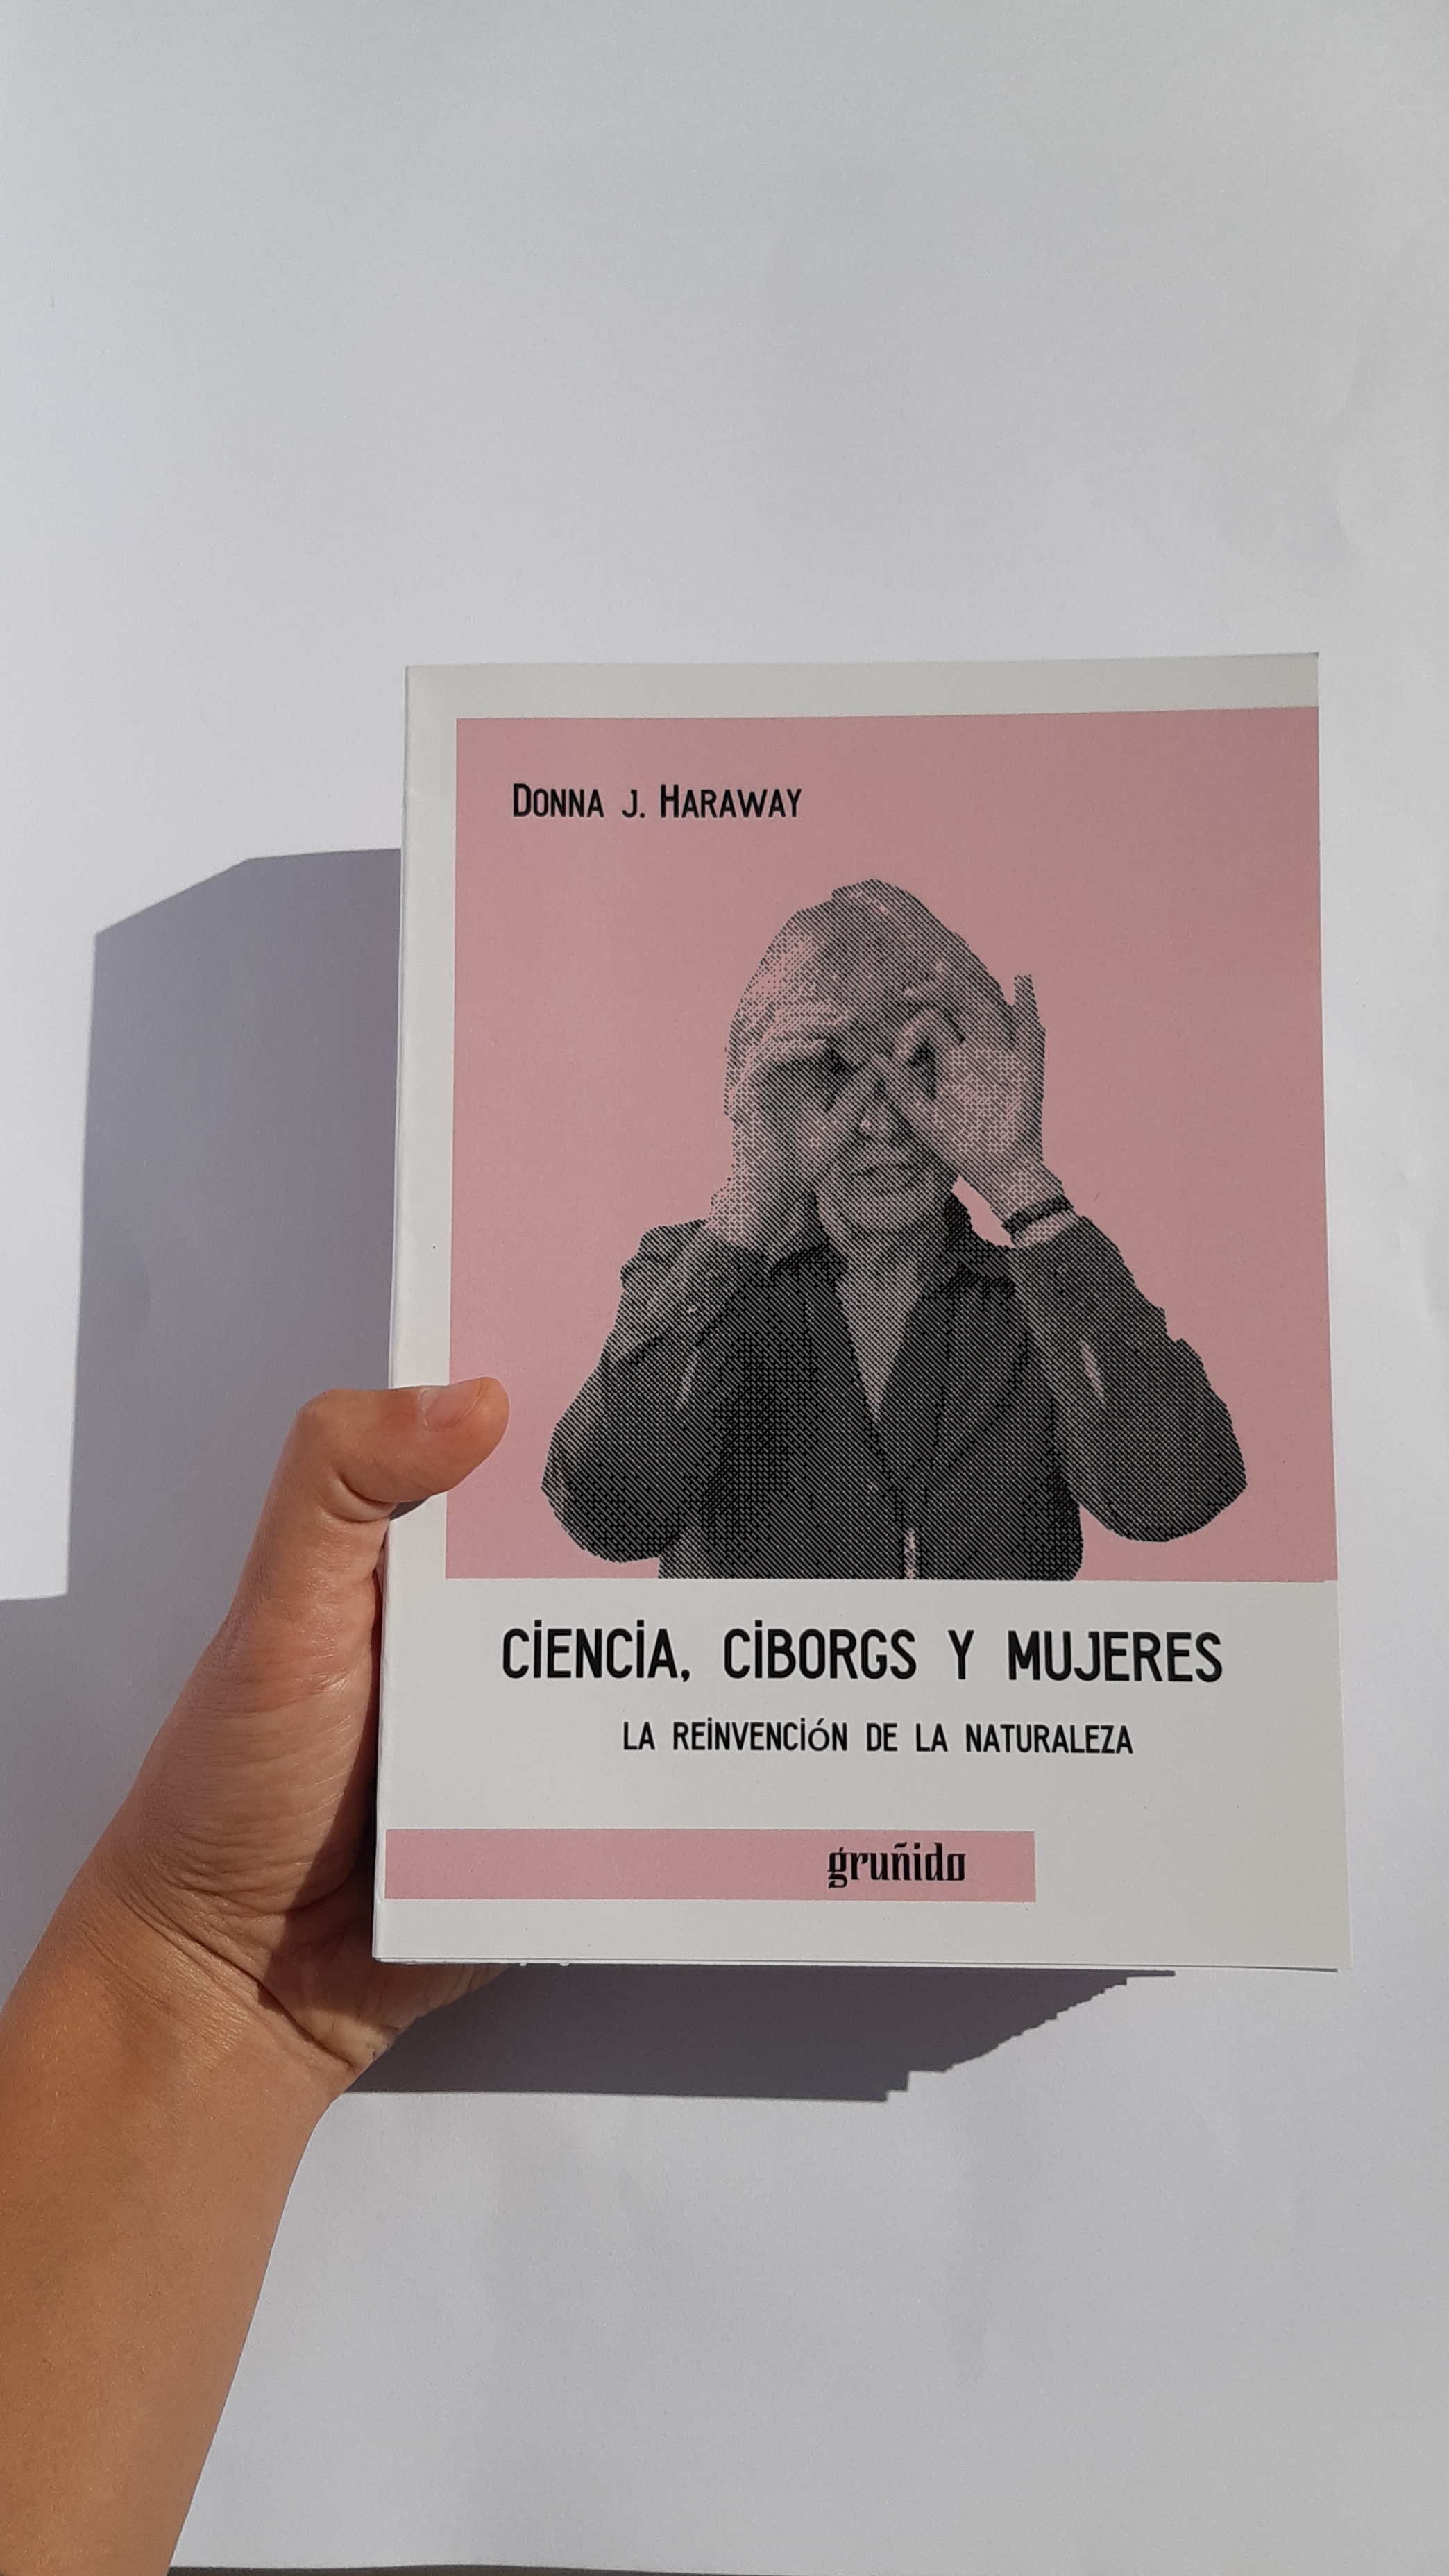 DONNA J. HARAWAY
CiENCiA, CiBORGS Y MUJERES
LA REiNVENCiÓN DE LA NATURALEZA
gruñido